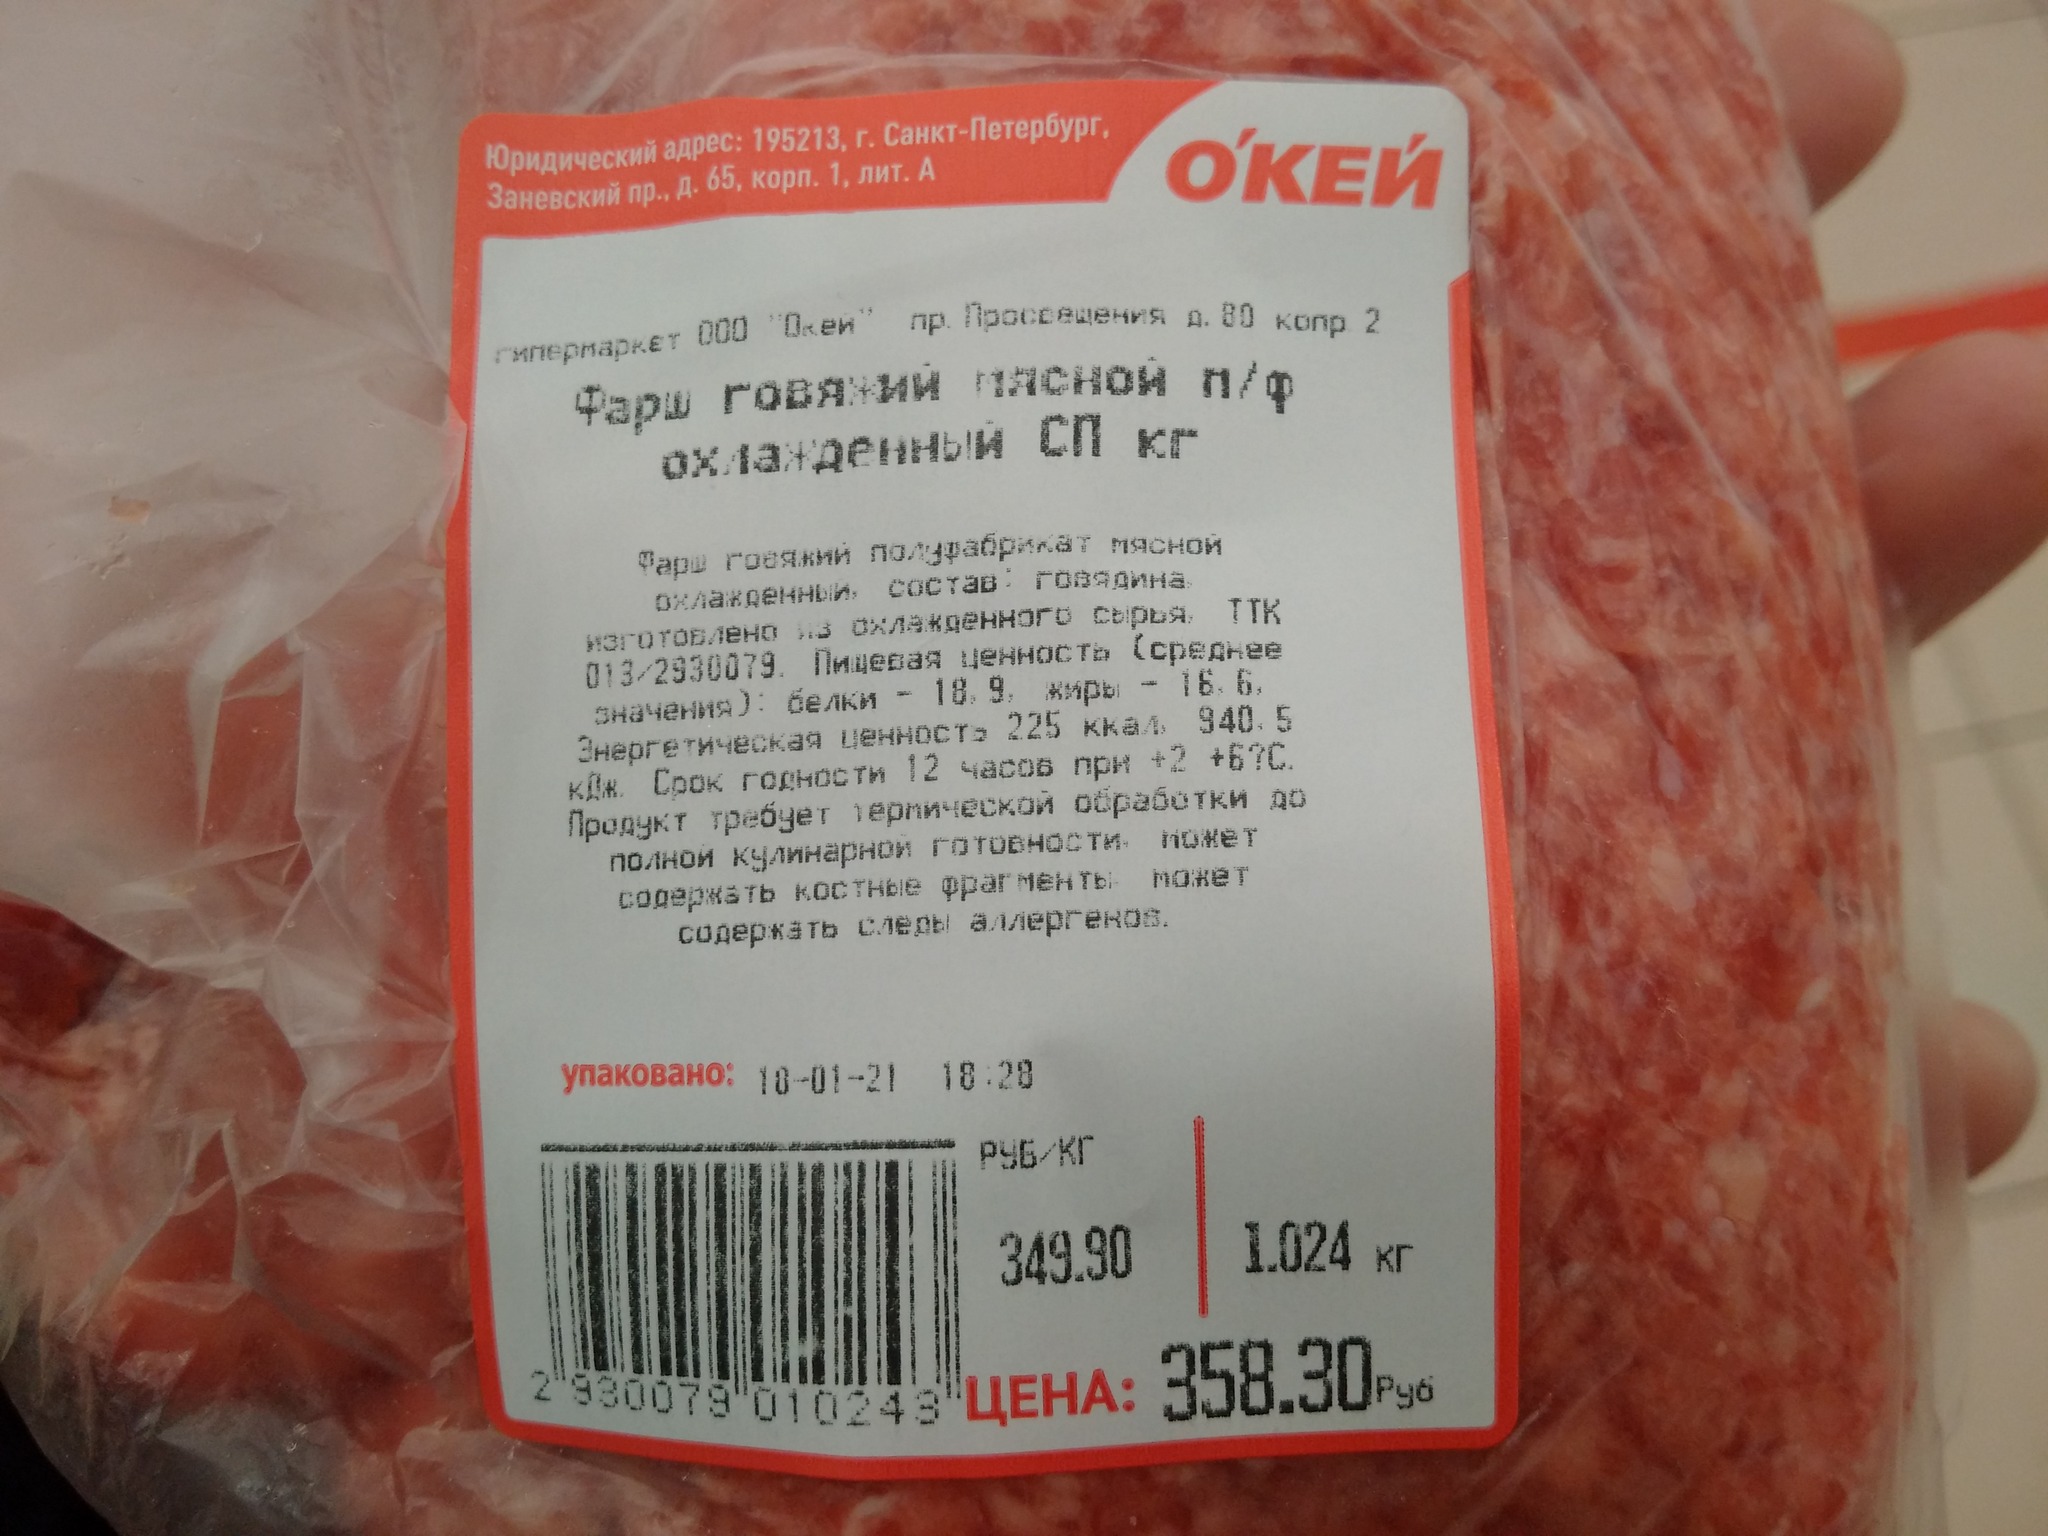 Юридический адрес: 195213, г. Санкт-Петербург,
Заневский пр., д. 65, корп. 1, лит. А
О'КЕЙ
гипермаркет ООО "Окей" пр. Просвещения д. 80 копр 2
Фарш говяжий мясной п/ф
охлажденный СП кг
Фарш говяжий полуфабрикат мясной
охлажденный, состав: говядина,
изготовлено из охлажденного сырья, ТТК
013/2930079. Пищевая ценность (среднее
значения): белки - 18,9, жиры - 16,6,
Энергетическая ценность 225 ккал, 940,5
кДж. Срок годности 12 часов при +2 +6?С.
Продукт требует термической обработки до
полной кулинарной готовности, может
содержать костные фрагменты, может
содержать следы аллергенов.
упаковано: 18-01-21 18:28
РУБ/КГ
349.90 1.024 кг
2 930079 010243
ЦЕНА: 358.30 Руб